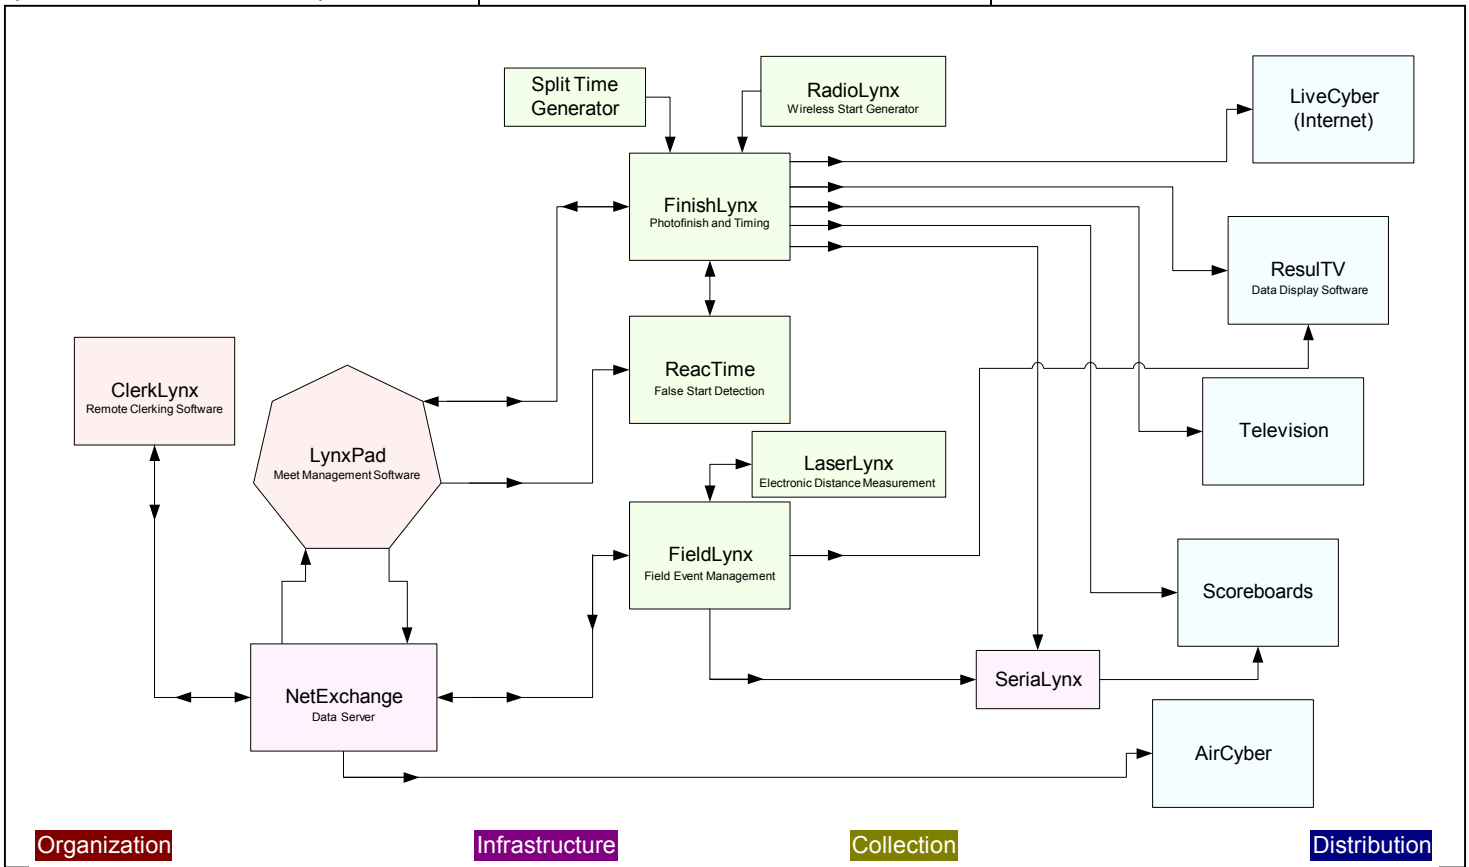 Split Time
Generator
RadioLynx
Wireless Start Generator
LiveCyber
(Internet)
FinishLynx
Photofinish and Timing
ResulTV
Data Display Software
ClerkLynx
Remote Clerking Software
ReacTime
False Start Detection
LynxPad
Meet Management Software
Television
LaserLynx
Electronic Distance Measurement
FieldLynx
Field Event Management
Scoreboards
SeriaLynx
NetExchange
Data Server
AirCyber
Organization
Infrastructure
Collection
Distribution